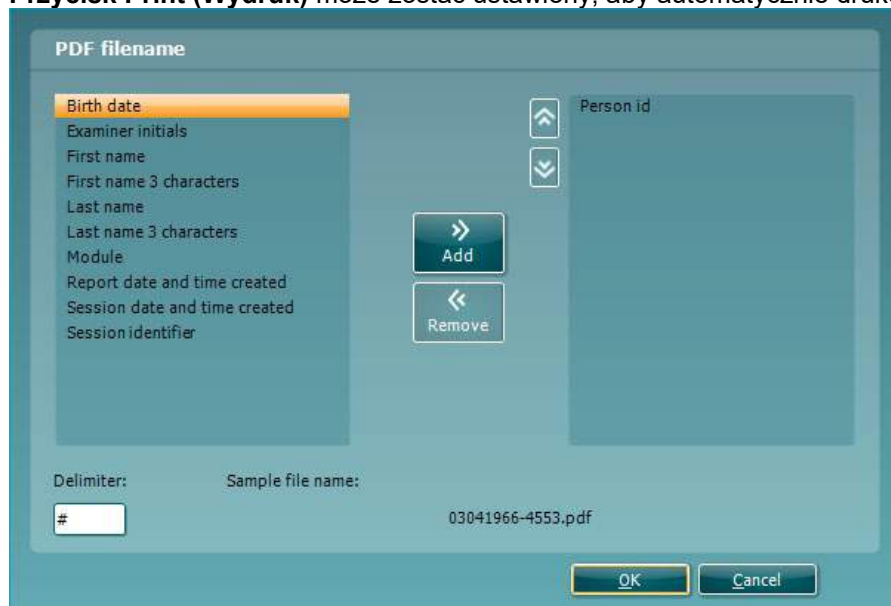 Przycisk Print (Wydruk) może zostać ustawiony, aby automatycznie
PDF filename
Birth date
Examiner initials
First name
First name 3 characters
Last name
Last name 3 characters
Module
Report date and time created
Session date and time created
Session identifier
Add
Remove
Person id
Delimiter:
Sample file name:
#
03041966-4553.pdf
OK
Cancel